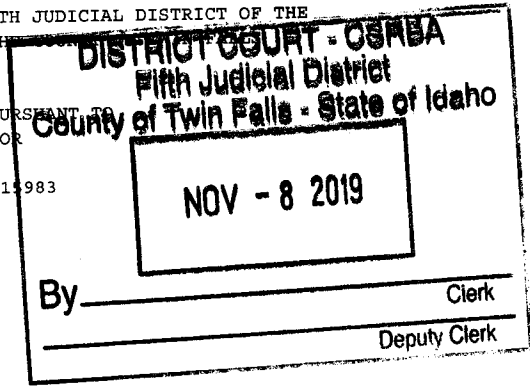 TH JUDICIAL DISTRICT OF THE
DISTRICT COURT - CSRBA
Fifth Judicial District
URSUANT TO
County of Twin Falls - State of Idaho
OR
15983
NOV - 8 2019
By
Clerk
Deputy Clerk